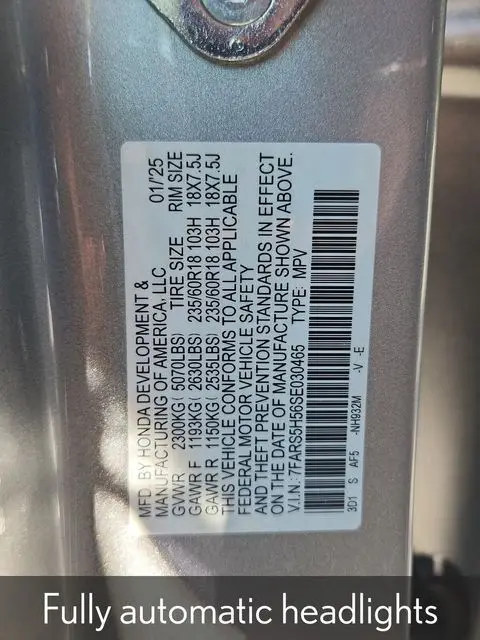 MFD BY HONDA DEVELOPMENT &
MANUFACTURING OF AMERICA, LLC 01/25
GVWR 2300KG( 6070LBS) TIRE SIZE RIM SIZE
GAWR F 1193KG( 2630LBS) 235/60R18 103H 18X7.5J
GAWR R 1150KG( 2535LBS) 235/60R18 103H 18X7.5J
THIS VEHICLE CONFORMS TO ALL APPLICABLE
FEDERAL MOTOR VEHICLE SAFETY
AND THEFT PREVENTION STANDARDS IN EFFECT
ON THE DATE OF MANUFACTURE SHOWN ABOVE.
V.I.N: 7FARS5H56SE030465 TYPE: MPV
3D1 S AF5 -NH932M -V -E
Fully automatic headlights